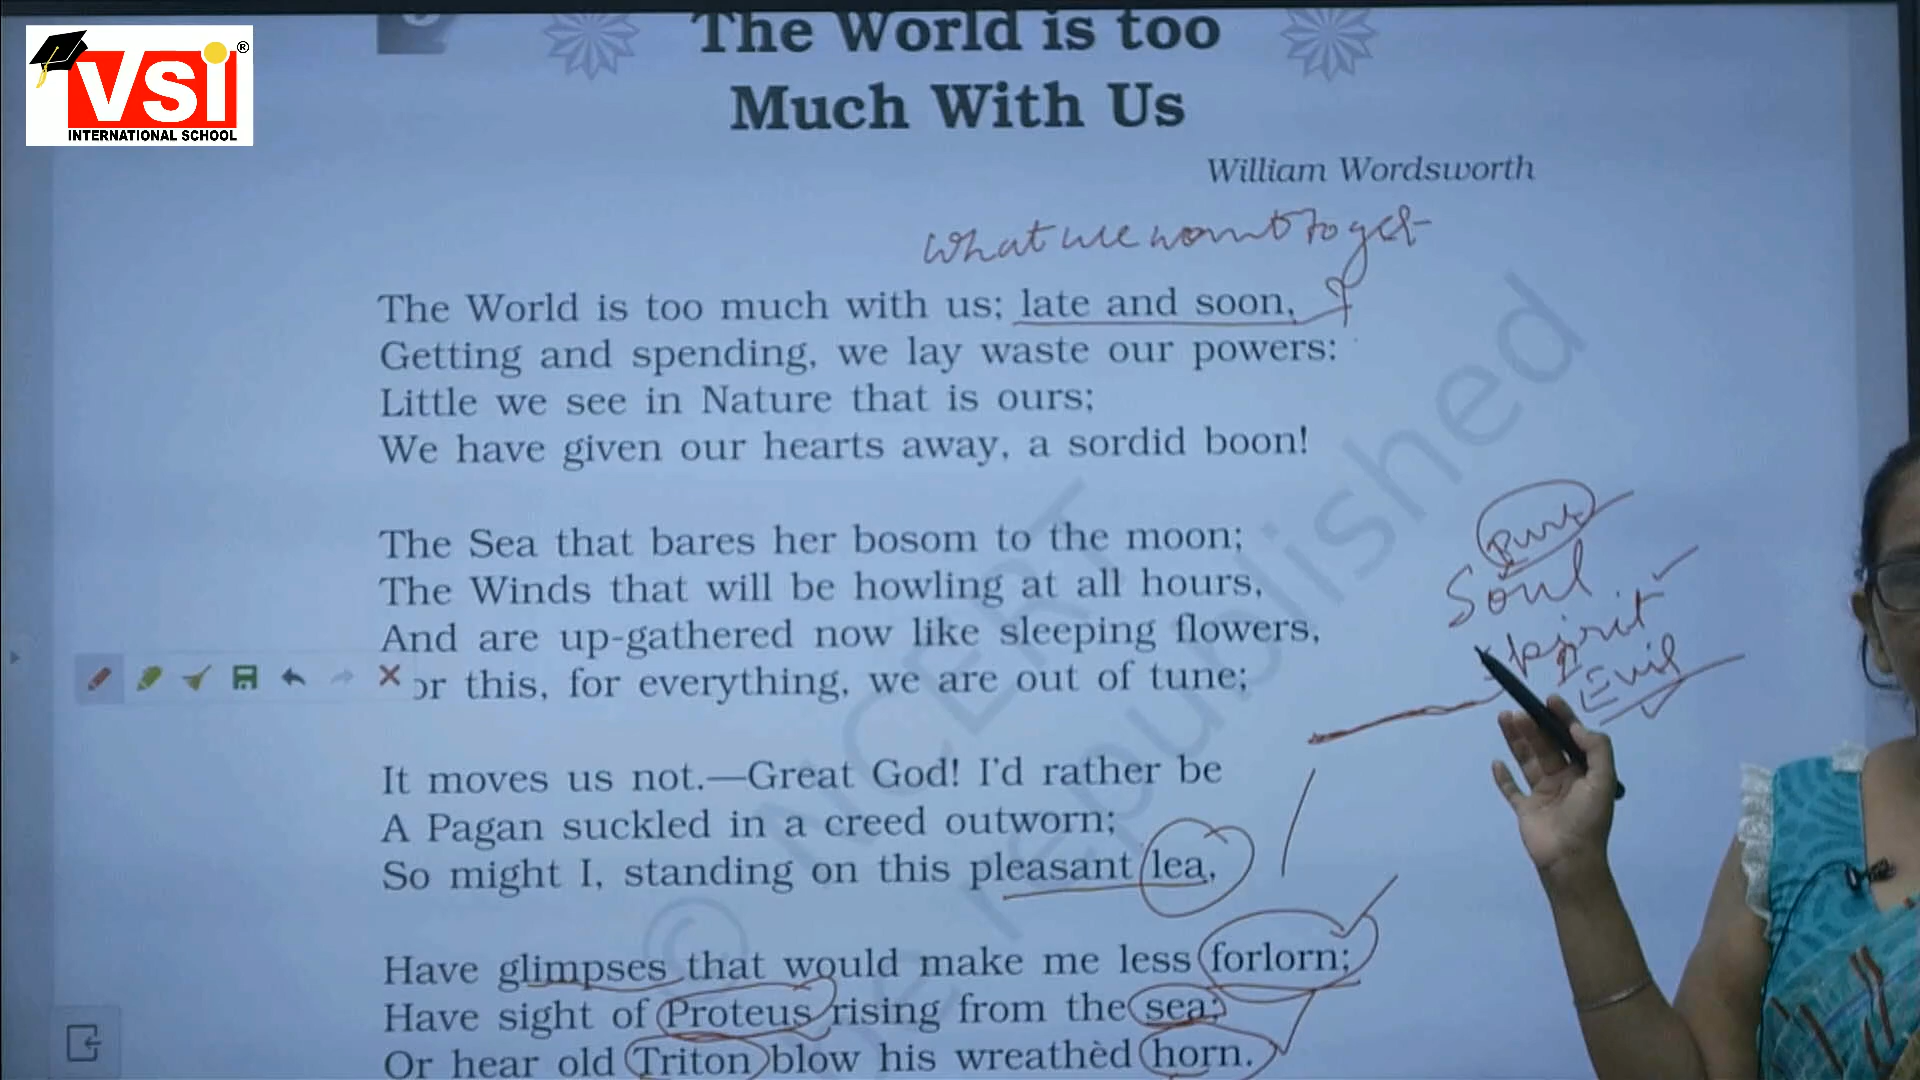 VSI®
INTERNATIONAL SCHOOL
The World is too
Much With Us
William Wordsworth
what we want to get
The World is too much with us; late and soon,
Getting and spending, we lay waste our powers:
Little we see in Nature that is ours;
We have given our hearts away, a sordid boon!
The Sea that bares her bosom to the moon;
The Winds that will be howling at all hours,
And are up-gathered now like sleeping flowers,
or this, for everything, we are out of tune;
Pure
Soul
Spirit
Evil
It moves us not.—Great God! I'd rather be
A Pagan suckled in a creed outworn;
So might I, standing on this pleasant lea,
Have glimpses that would make me less forlorn;
Have sight of Proteus rising from the sea;
Or hear old Triton blow his wreathèd horn.
© NCERT
republished